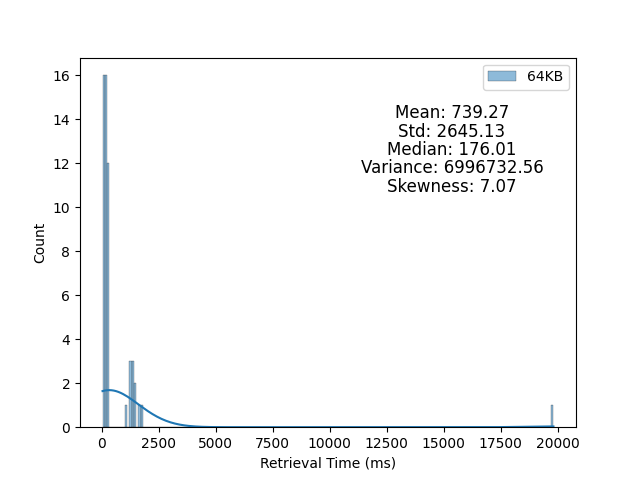 64KB
Mean: 739.27
Std: 2645.13
Median: 176.01
Variance: 6996732.56
Skewness: 7.07
16
14
12
10
8
6
4
2
0
Count
0 2500 5000 7500 10000 12500 15000 17500 20000
Retrieval Time (ms)